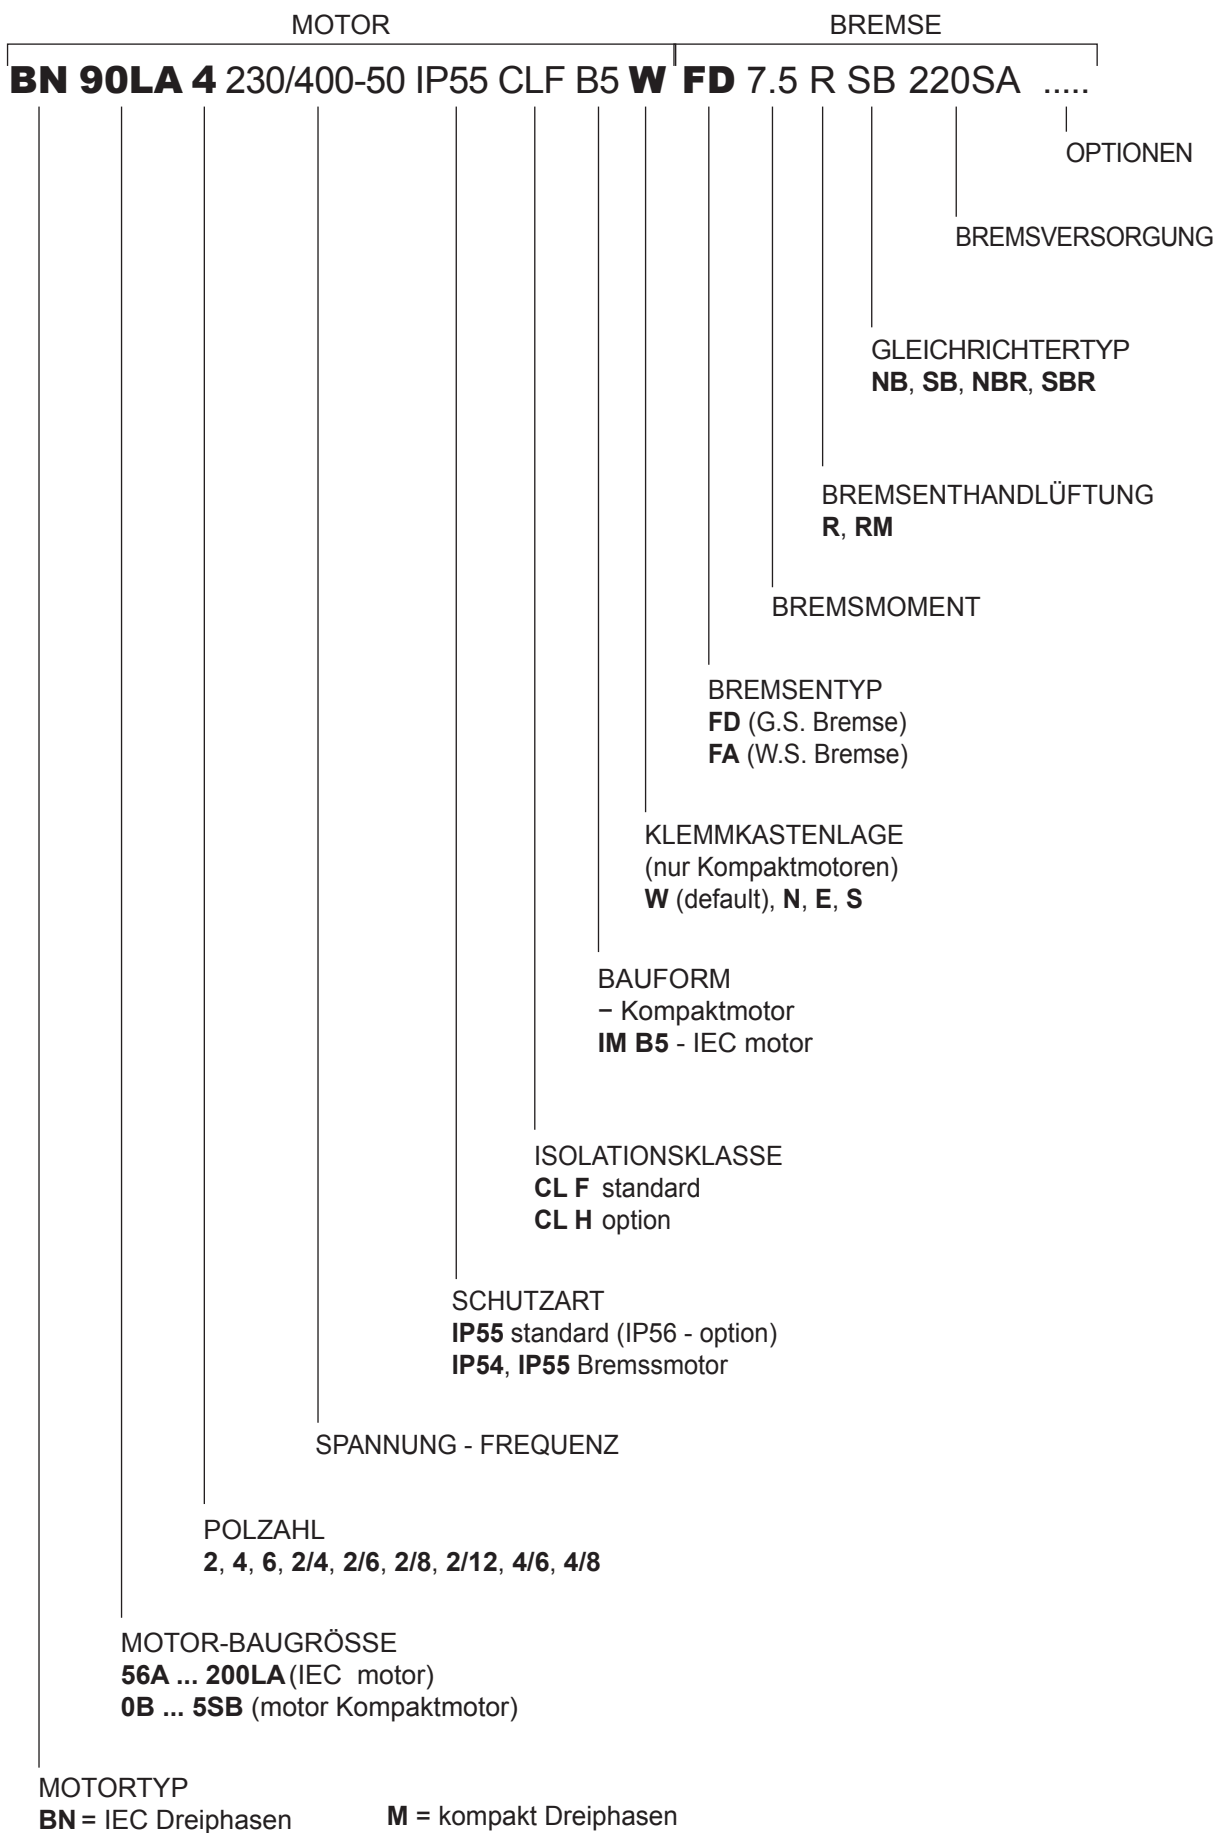 MOTOR BREMSE
BN 90LA 4 230/400-50 IP55 CLF B5 W FD 7.5 R SB 220SA .....
OPTIONEN
BREMSVERSORGUNG
GLEICHRICHTERTYP
NB, SB, NBR, SBR
BREMSENTHANDLÜFTUNG
R, RM
BREMSMOMENT
BREMSENTYP
FD (G.S. Bremse)
FA (W.S. Bremse)
KLEMMKASTENLAGE
(nur Kompaktmotoren)
W (default), N, E, S
BAUFORM
− Kompaktmotor
IM B5 - IEC motor
ISOLATIONSKLASSE
CL F standard
CL H option
SCHUTZART
IP55 standard (IP56 - option)
IP54, IP55 Bremssmotor
SPANNUNG - FREQUENZ
POLZAHL
2, 4, 6, 2/4, 2/6, 2/8, 2/12, 4/6, 4/8
MOTOR-BAUGRÖSSE
56A ... 200LA (IEC motor)
0B ... 5SB (motor Kompaktmotor)
MOTORTYP
BN = IEC Dreiphasen M = kompakt Dreiphasen